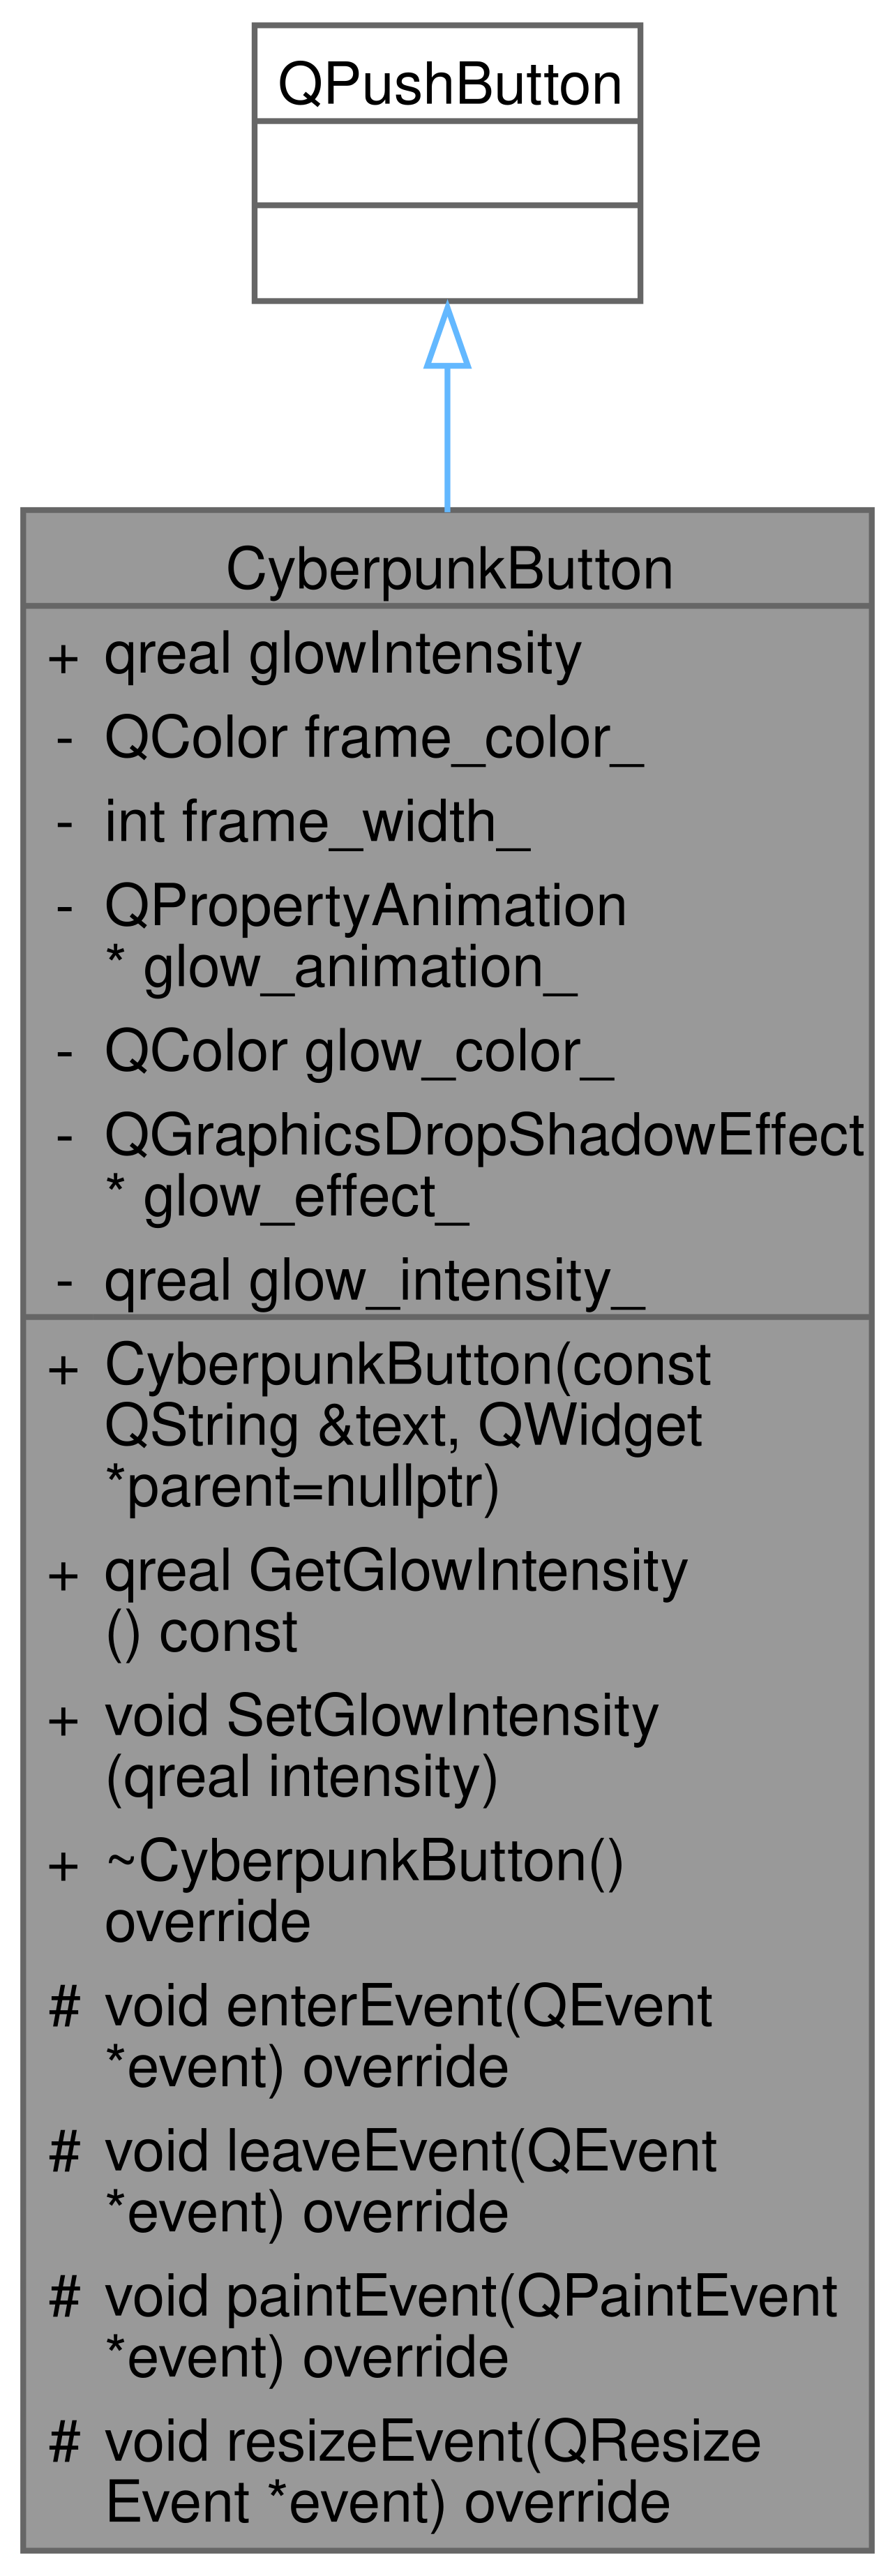 QPushButton
CyberpunkButton
+ qreal glowIntensity
- QColor frame_color_
- int frame_width_
- QPropertyAnimation
* glow_animation_
- QColor glow_color_
- QGraphicsDropShadowEffect
* glow_effect_
- qreal glow_intensity_
+ CyberpunkButton(const
QString &text, QWidget
*parent=nullptr)
+ qreal GetGlowIntensity
() const
+ void SetGlowIntensity
(qreal intensity)
+ ~CyberpunkButton()
override
# void enterEvent(QEvent
*event) override
# void leaveEvent(QEvent
*event) override
# void paintEvent(QPaintEvent
*event) override
# void resizeEvent(QResize
Event *event) override